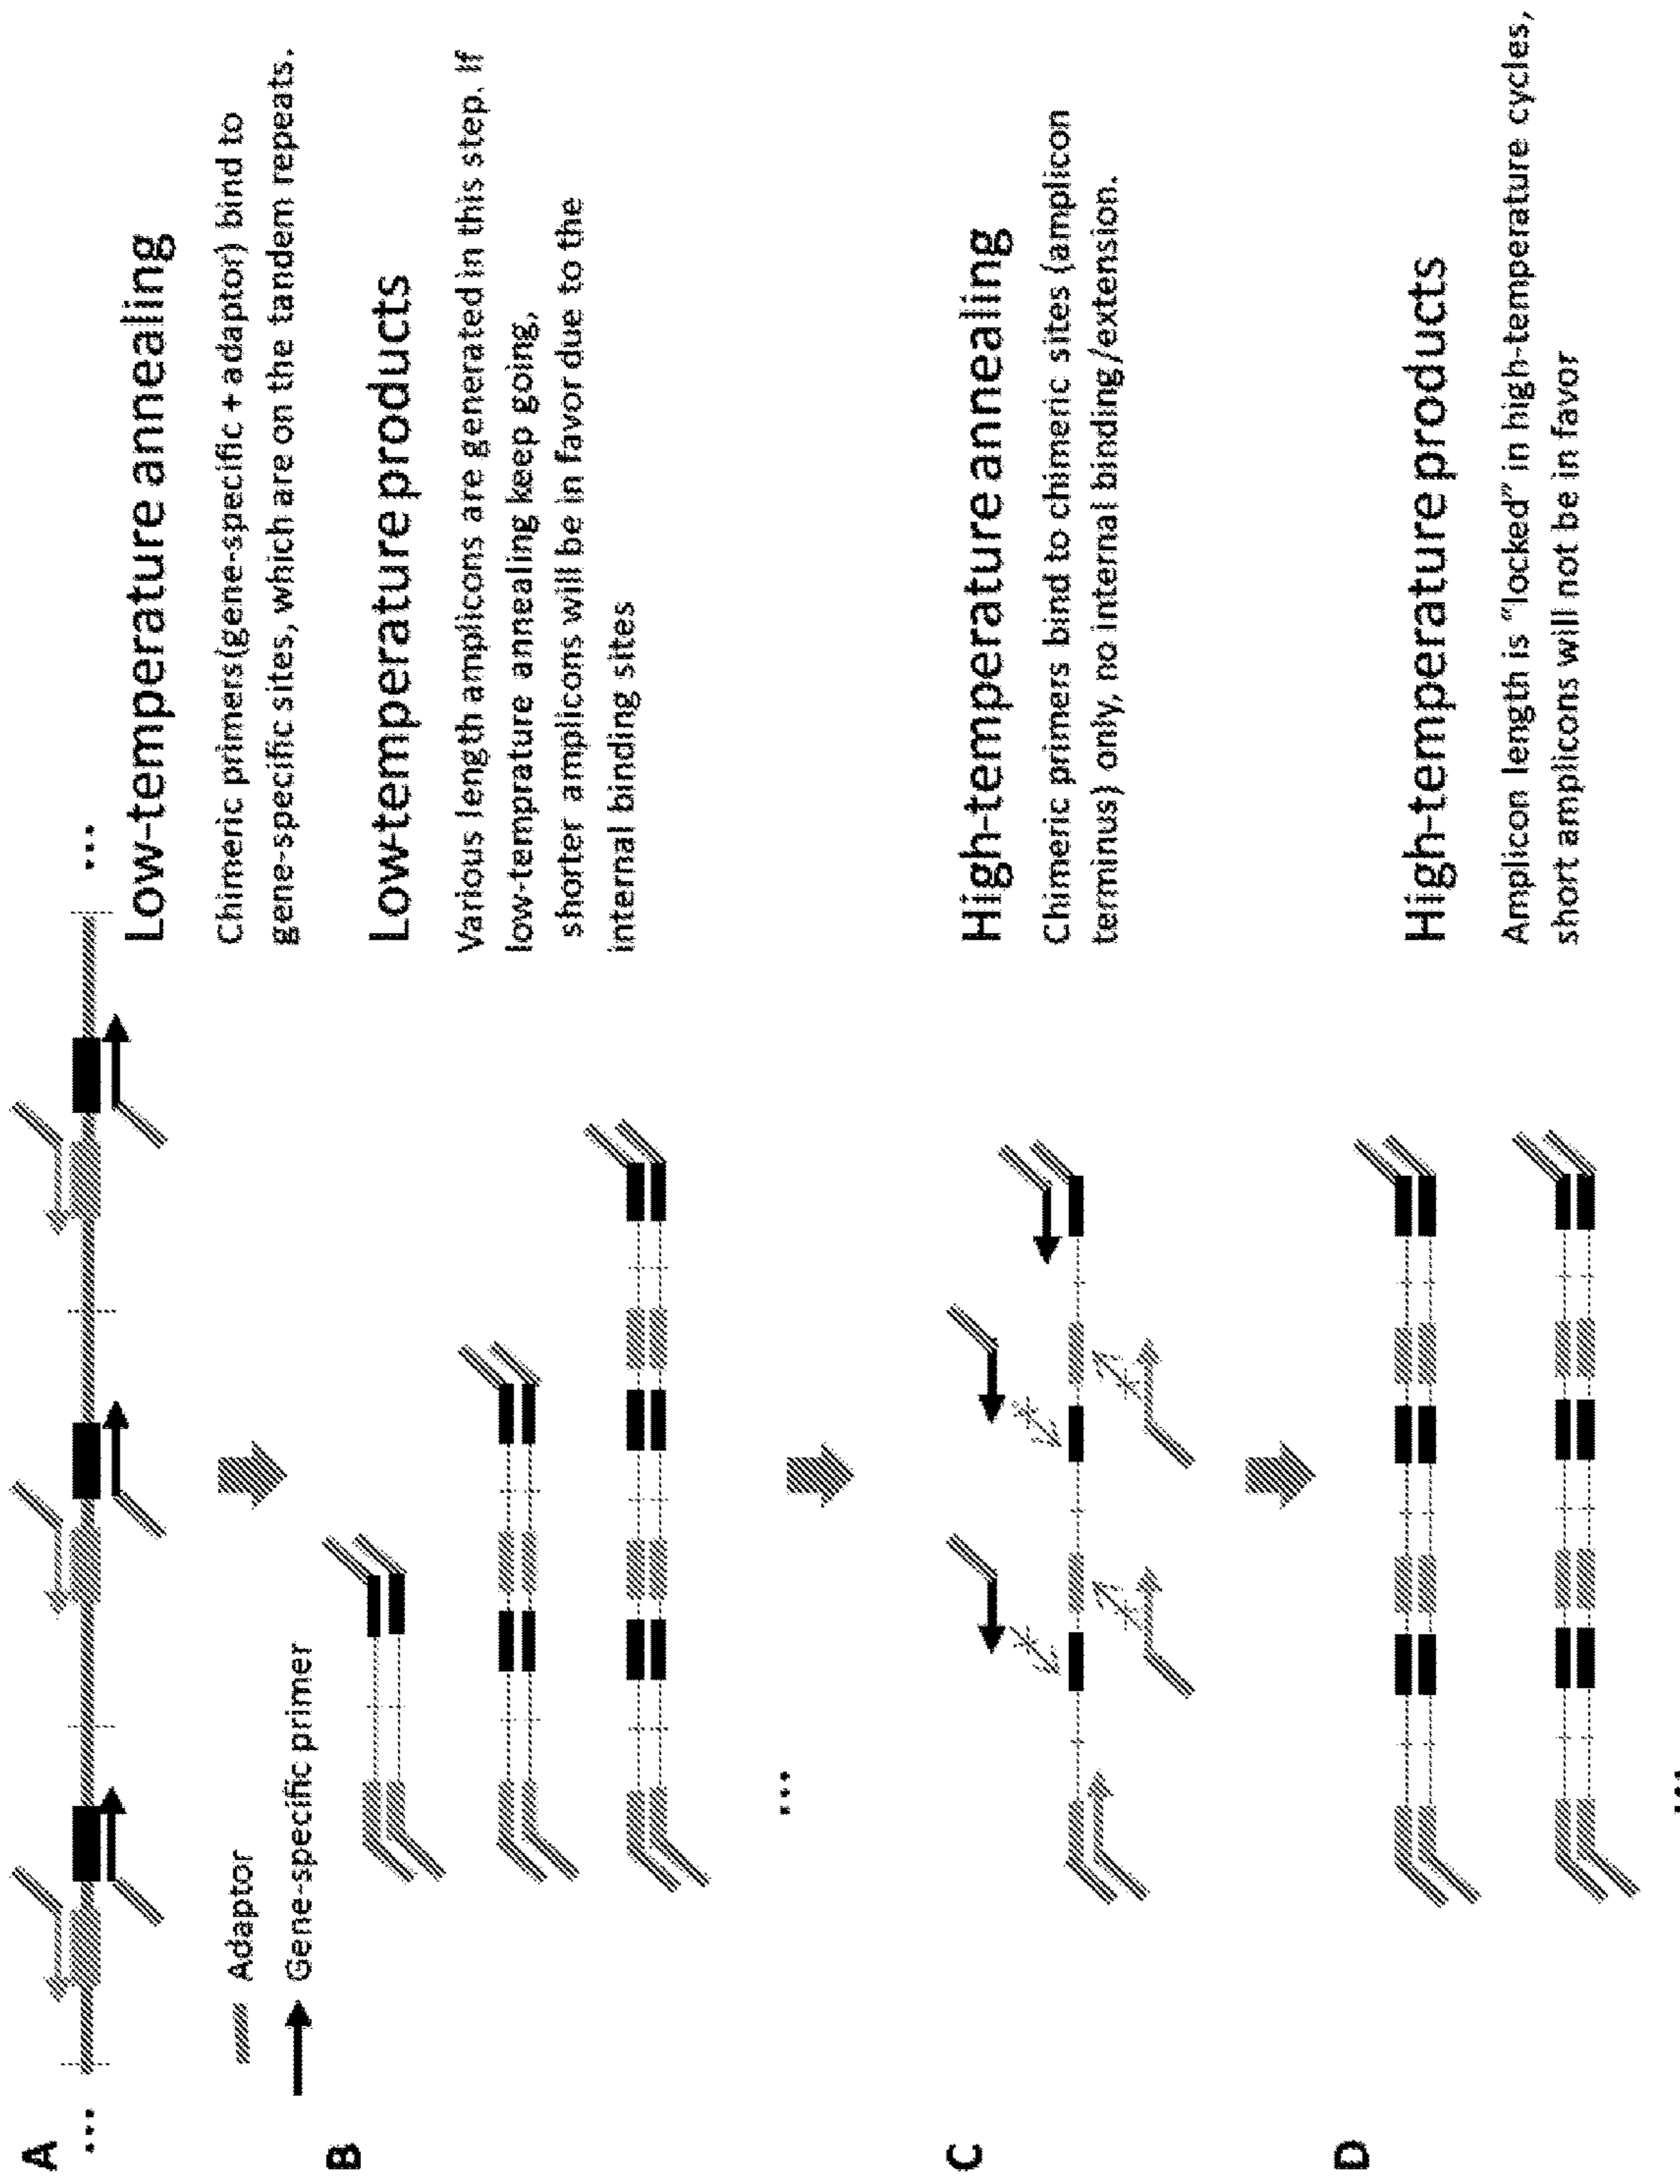 A
...
...
Low-temperature annealing
Chimeric primers(gene-specific + adaptor) bind to
gene-specific sites, which are on the tandem repeats.
Adaptor
Gene-specific primer
B
Low-temperature products
Various length amplicons are generated in this step. If
low-temprature annealing keep going,
shorter amplicons will be in favor due to the
internal binding sites
...
C
High-temperature annealing
Chimeric primers bind to chimeric sites (amplicon
terminus) only, no internal binding/extension.
D
High-temperature products
Amplicon length is "locked" in high-temperature cycles,
short amplicons will not be in favor
...